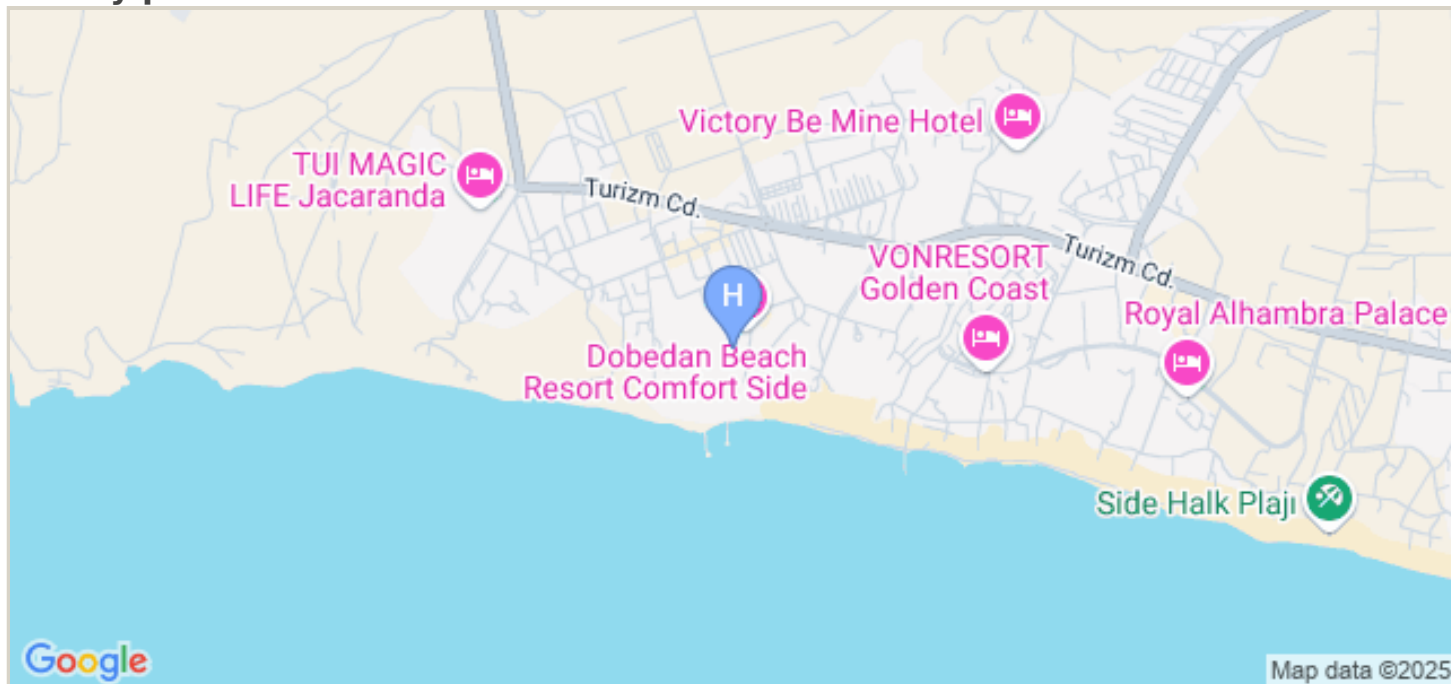 Victory Be Mine Hotel
TUI MAGIC
LIFE Jacaranda
Turizm Cd.
VONRESORT
Golden Coast
Turizm Cd.
H
Royal Alhambra Palace
Dobedan Beach
Resort Comfort Side
Side Halk Plajı
Google
Map data ©2025